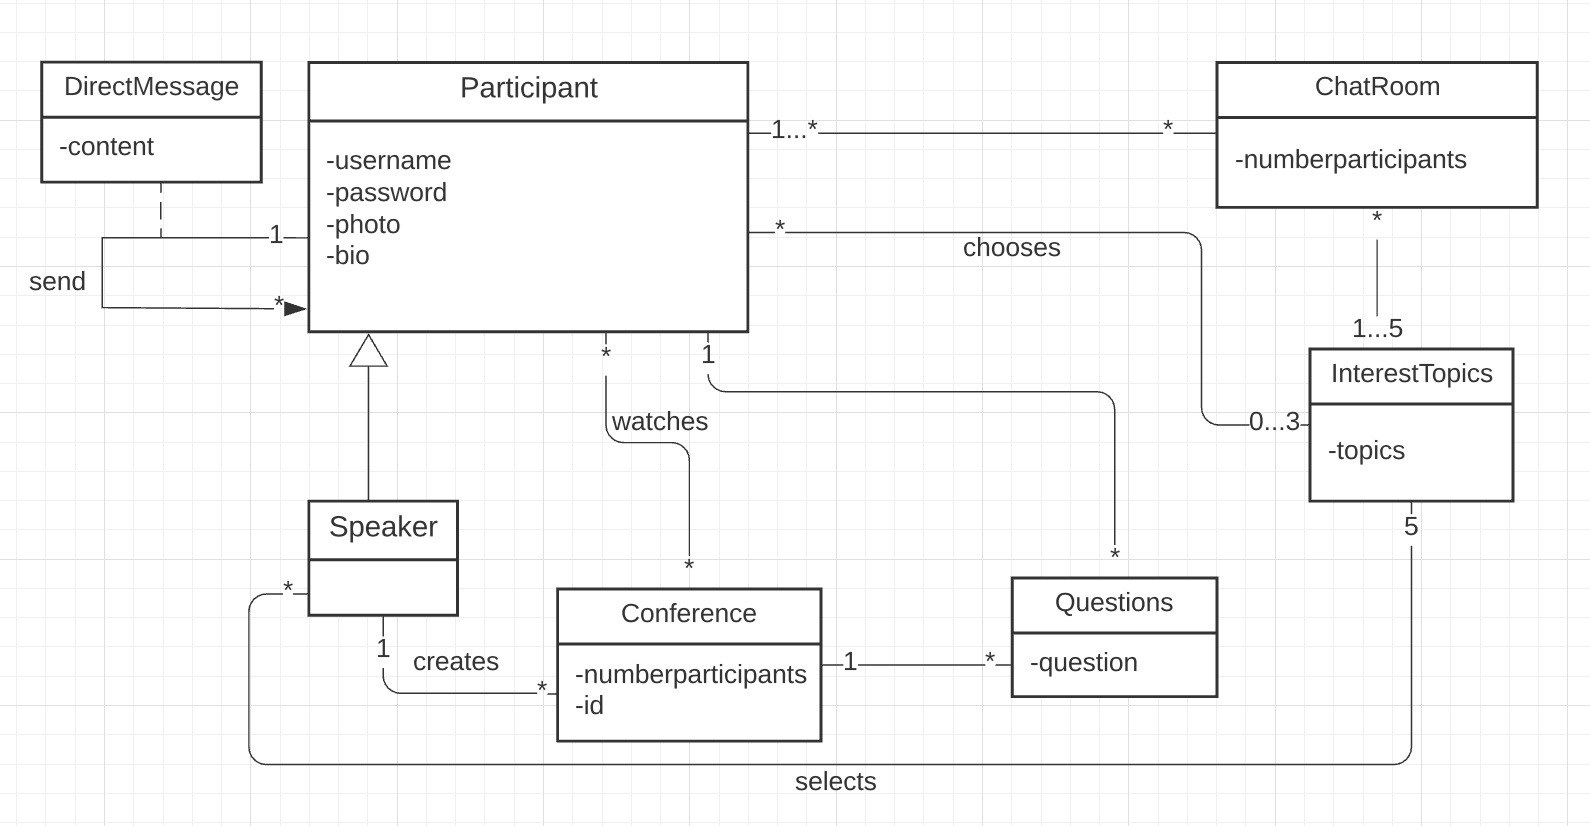 DirectMessage
-content
Participant
-username
-password
-photo
-bio
ChatRoom
-numberparticipants
1...*
*
1
send
*
*
chooses
*
1...5
InterestTopics
-topics
0...3
*
watches
*
1
*
5
Speaker
*
1
creates
*
Conference
-numberparticipants
-id
1
*
Questions
-question
selects